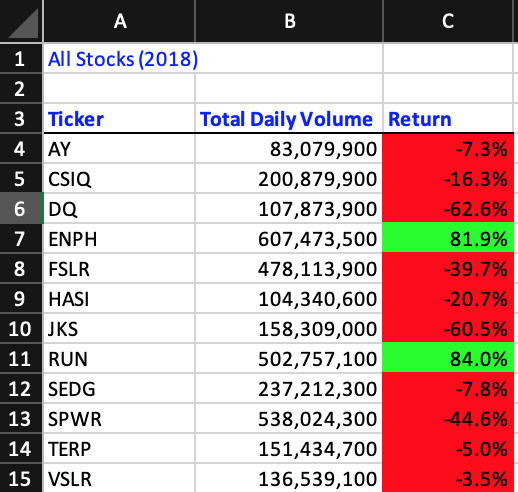 A B C
1 All Stocks (2018)
2
3 Ticker Total Daily Volume Return
4 AY 83,079,900 -7.3%
5 CSIQ 200,879,900 -16.3%
6 DQ 107,873,900 -62.6%
7 ENPH 607,473,500 81.9%
8 FSLR 478,113,900 -39.7%
9 HASI 104,340,600 -20.7%
10 JKS 158,309,000 -60.5%
11 RUN 502,757,100 84.0%
12 SEDG 237,212,300 -7.8%
13 SPWR 538,024,300 -44.6%
14 TERP 151,434,700 -5.0%
15 VSLR 136,539,100 -3.5%